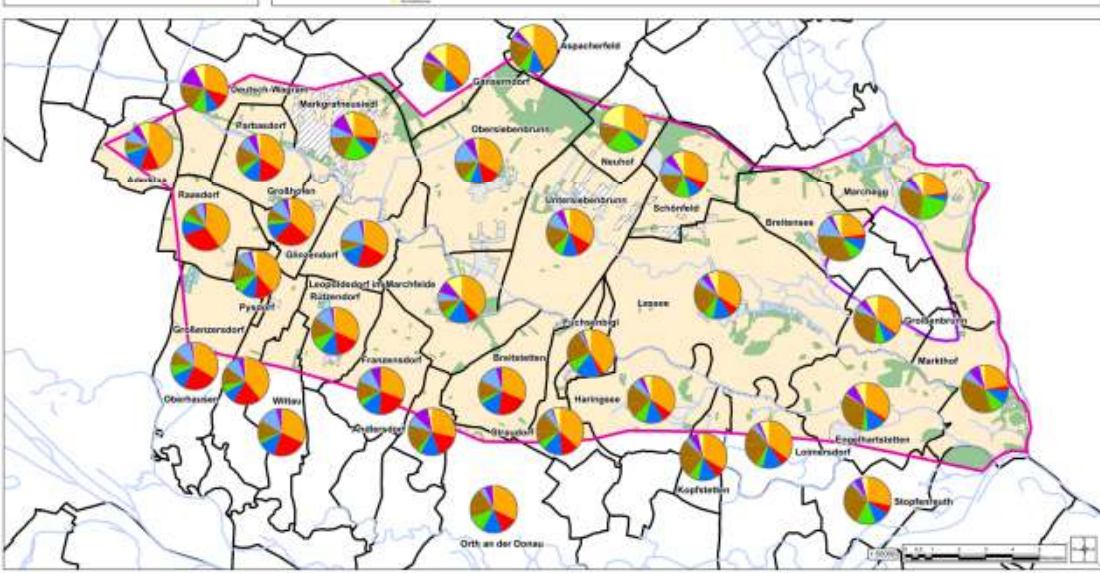 Aspacherfeld
Gänserndorf
Deutsch-Wagram
Markgrafneusiedl
Parbasdorf
Obersiebenbrunn
Neuhof
Aderklaa
Raasdorf
Großhofen
Untersiebenbrunn
Schönfeld
Marchegg
Breitensee
Glinzendorf
Leopoldsdorf im Marchfelde
Rutzendorf
Pysdorf
Lassee
Fuchsenbigl
Großenbrunn
Großenzersdorf
Franzensdorf
Breitstetten
Markthof
Oberhausen
Wittau
Haringsee
Andlersdorf
Straudorf
Engelhartstetten
Loimersdorf
Kopfstetten
Stopfenreuth
Orth an der Donau